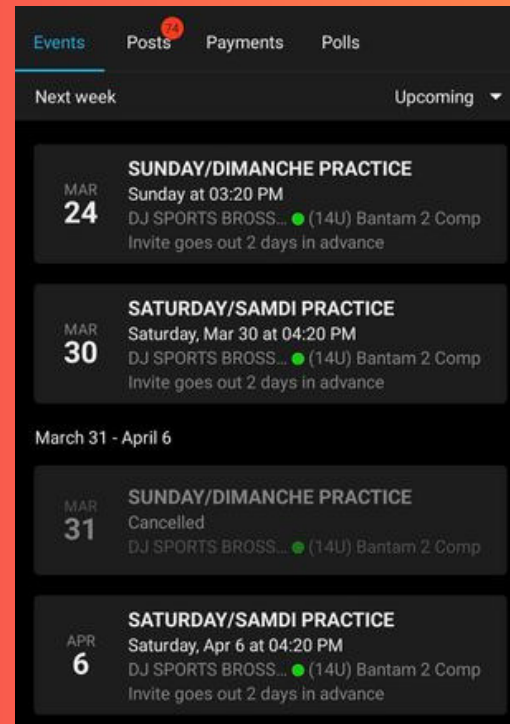 74
Events Posts Payments Polls
Next week Upcoming
MAR
24
SUNDAY/DIMANCHE PRACTICE
Sunday at 03:20 PM
DJ SPORTS BROSS... (14U) Bantam 2 Comp
Invite goes out 2 days in advance
MAR
30
SATURDAY/SAMDI PRACTICE
Saturday, Mar 30 at 04:20 PM
DJ SPORTS BROSS... (14U) Bantam 2 Comp
Invite goes out 2 days in advance
March 31 - April 6
MAR
31
SUNDAY/DIMANCHE PRACTICE
Cancelled
DJ SPORTS BROSS... (14U) Bantam 2 Comp
APR
6
SATURDAY/SAMDI PRACTICE
Saturday, Apr 6 at 04:20 PM
DJ SPORTS BROSS... (14U) Bantam 2 Comp
Invite goes out 2 days in advance